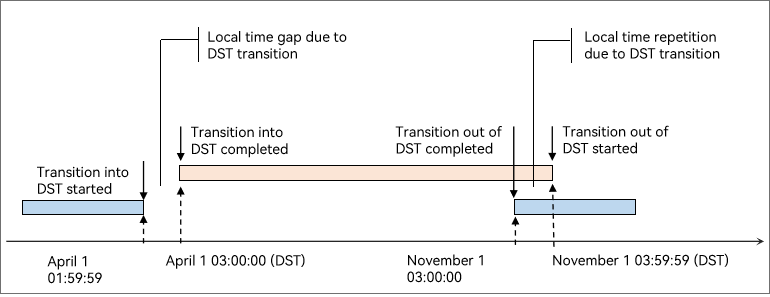 Local time gap due to
DST transition
Local time repetition
due to DST transition
Transition into
DST completed
Transition out of
DST completed
Transition out of
DST started
Transition into
DST started
April 1
01:59:59
April 1 03:00:00 (DST)
November 1
03:00:00
November 1 03:59:59 (DST)